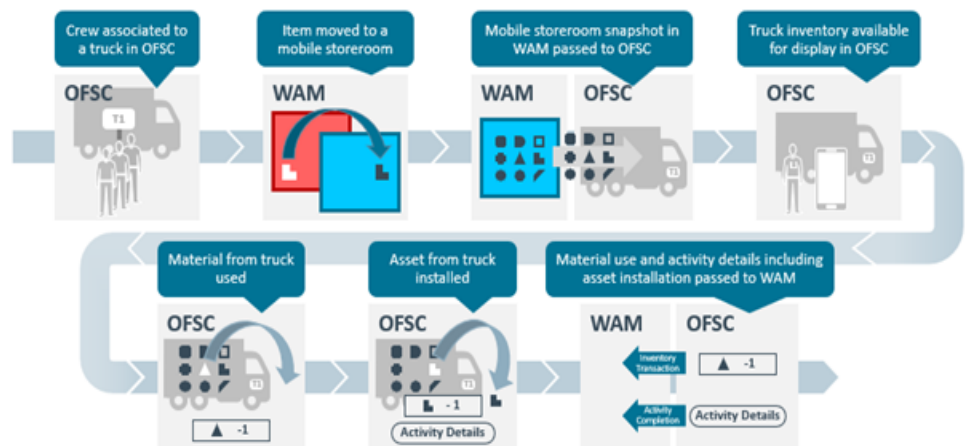 Crew associated to
a truck in OFSC
Item moved to a
mobile storeroom
Mobile storeroom snapshot in
WAM passed to OFSC
Truck inventory available
for display in OFSC
OFSC
T1
WAM
WAM
OFSC
T1
OFSC
T1
Material from truck
used
Asset from truck
installed
Material use and activity details including
asset installation passed to WAM
OFSC
T1
-1
OFSC
T1
- 1
Activity Details
WAM
OFSC
Inventory
Transaction
-1
Activity
Completion
Activity Details